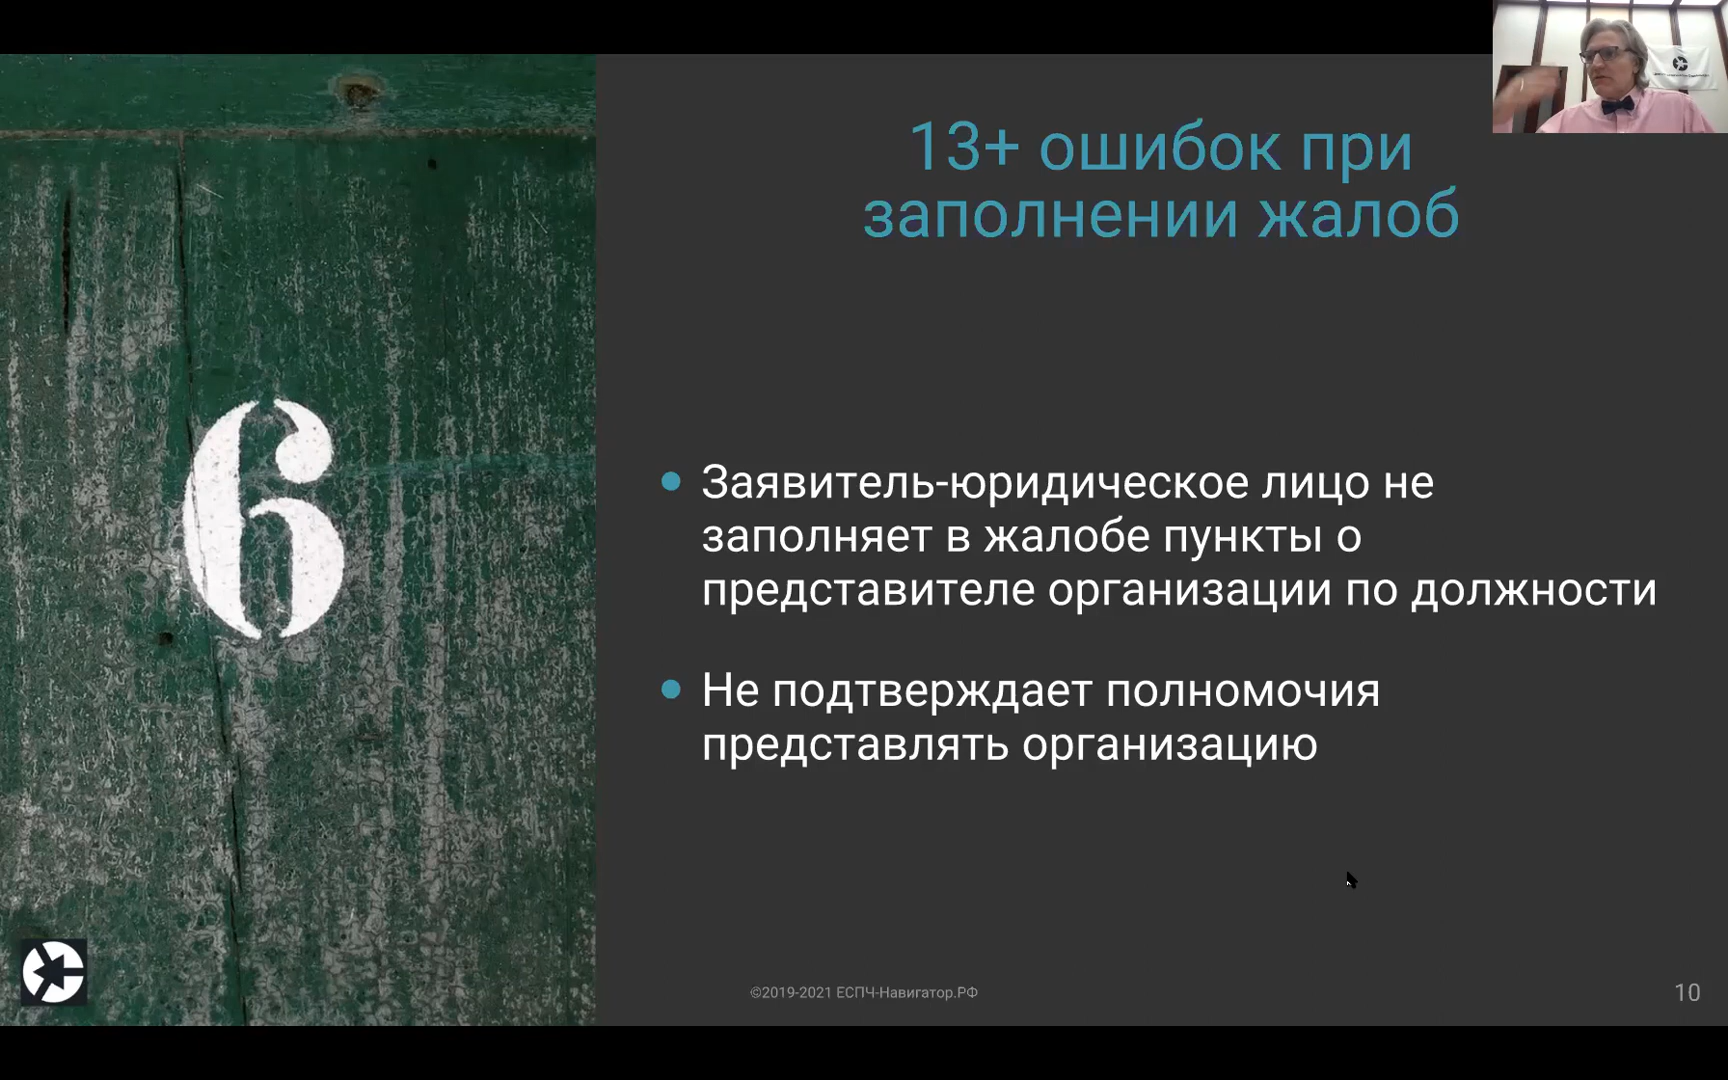 13+ ошибок при
заполнении жалоб
6
Заявитель-юридическое лицо не
заполняет в жалобе пункты о
представителе организации по должности
Не подтверждает полномочия
представлять организацию
©2019-2021 ЕСПЧ-Навигатор.РФ
10